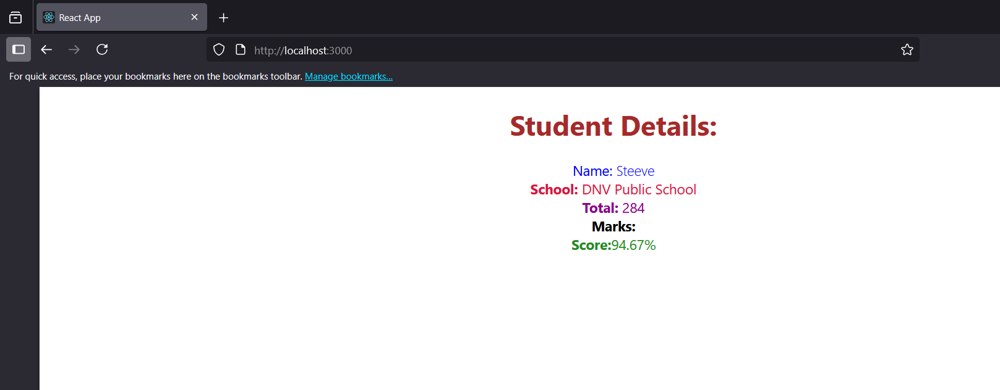 React App
http://localhost:3000
For quick access, place your bookmarks here on the bookmarks toolbar. Manage bookmarks...
Student Details:
Name: Steeve
School: DNV Public School
Total: 284
Marks:
Score:94.67%